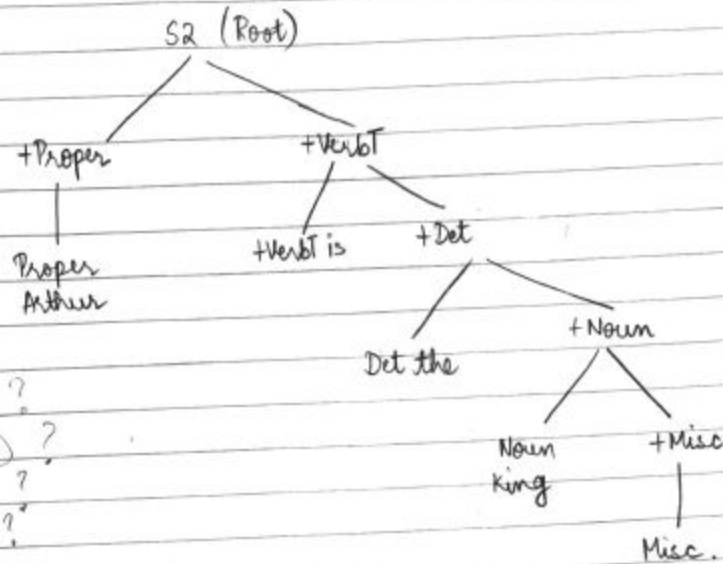 S2 (Root)
+Proper +VerbT
+VerbT is +Det
Proper
Arthur
Det the +Noun
?
?
Noun +Misc
King
?
?
Misc .